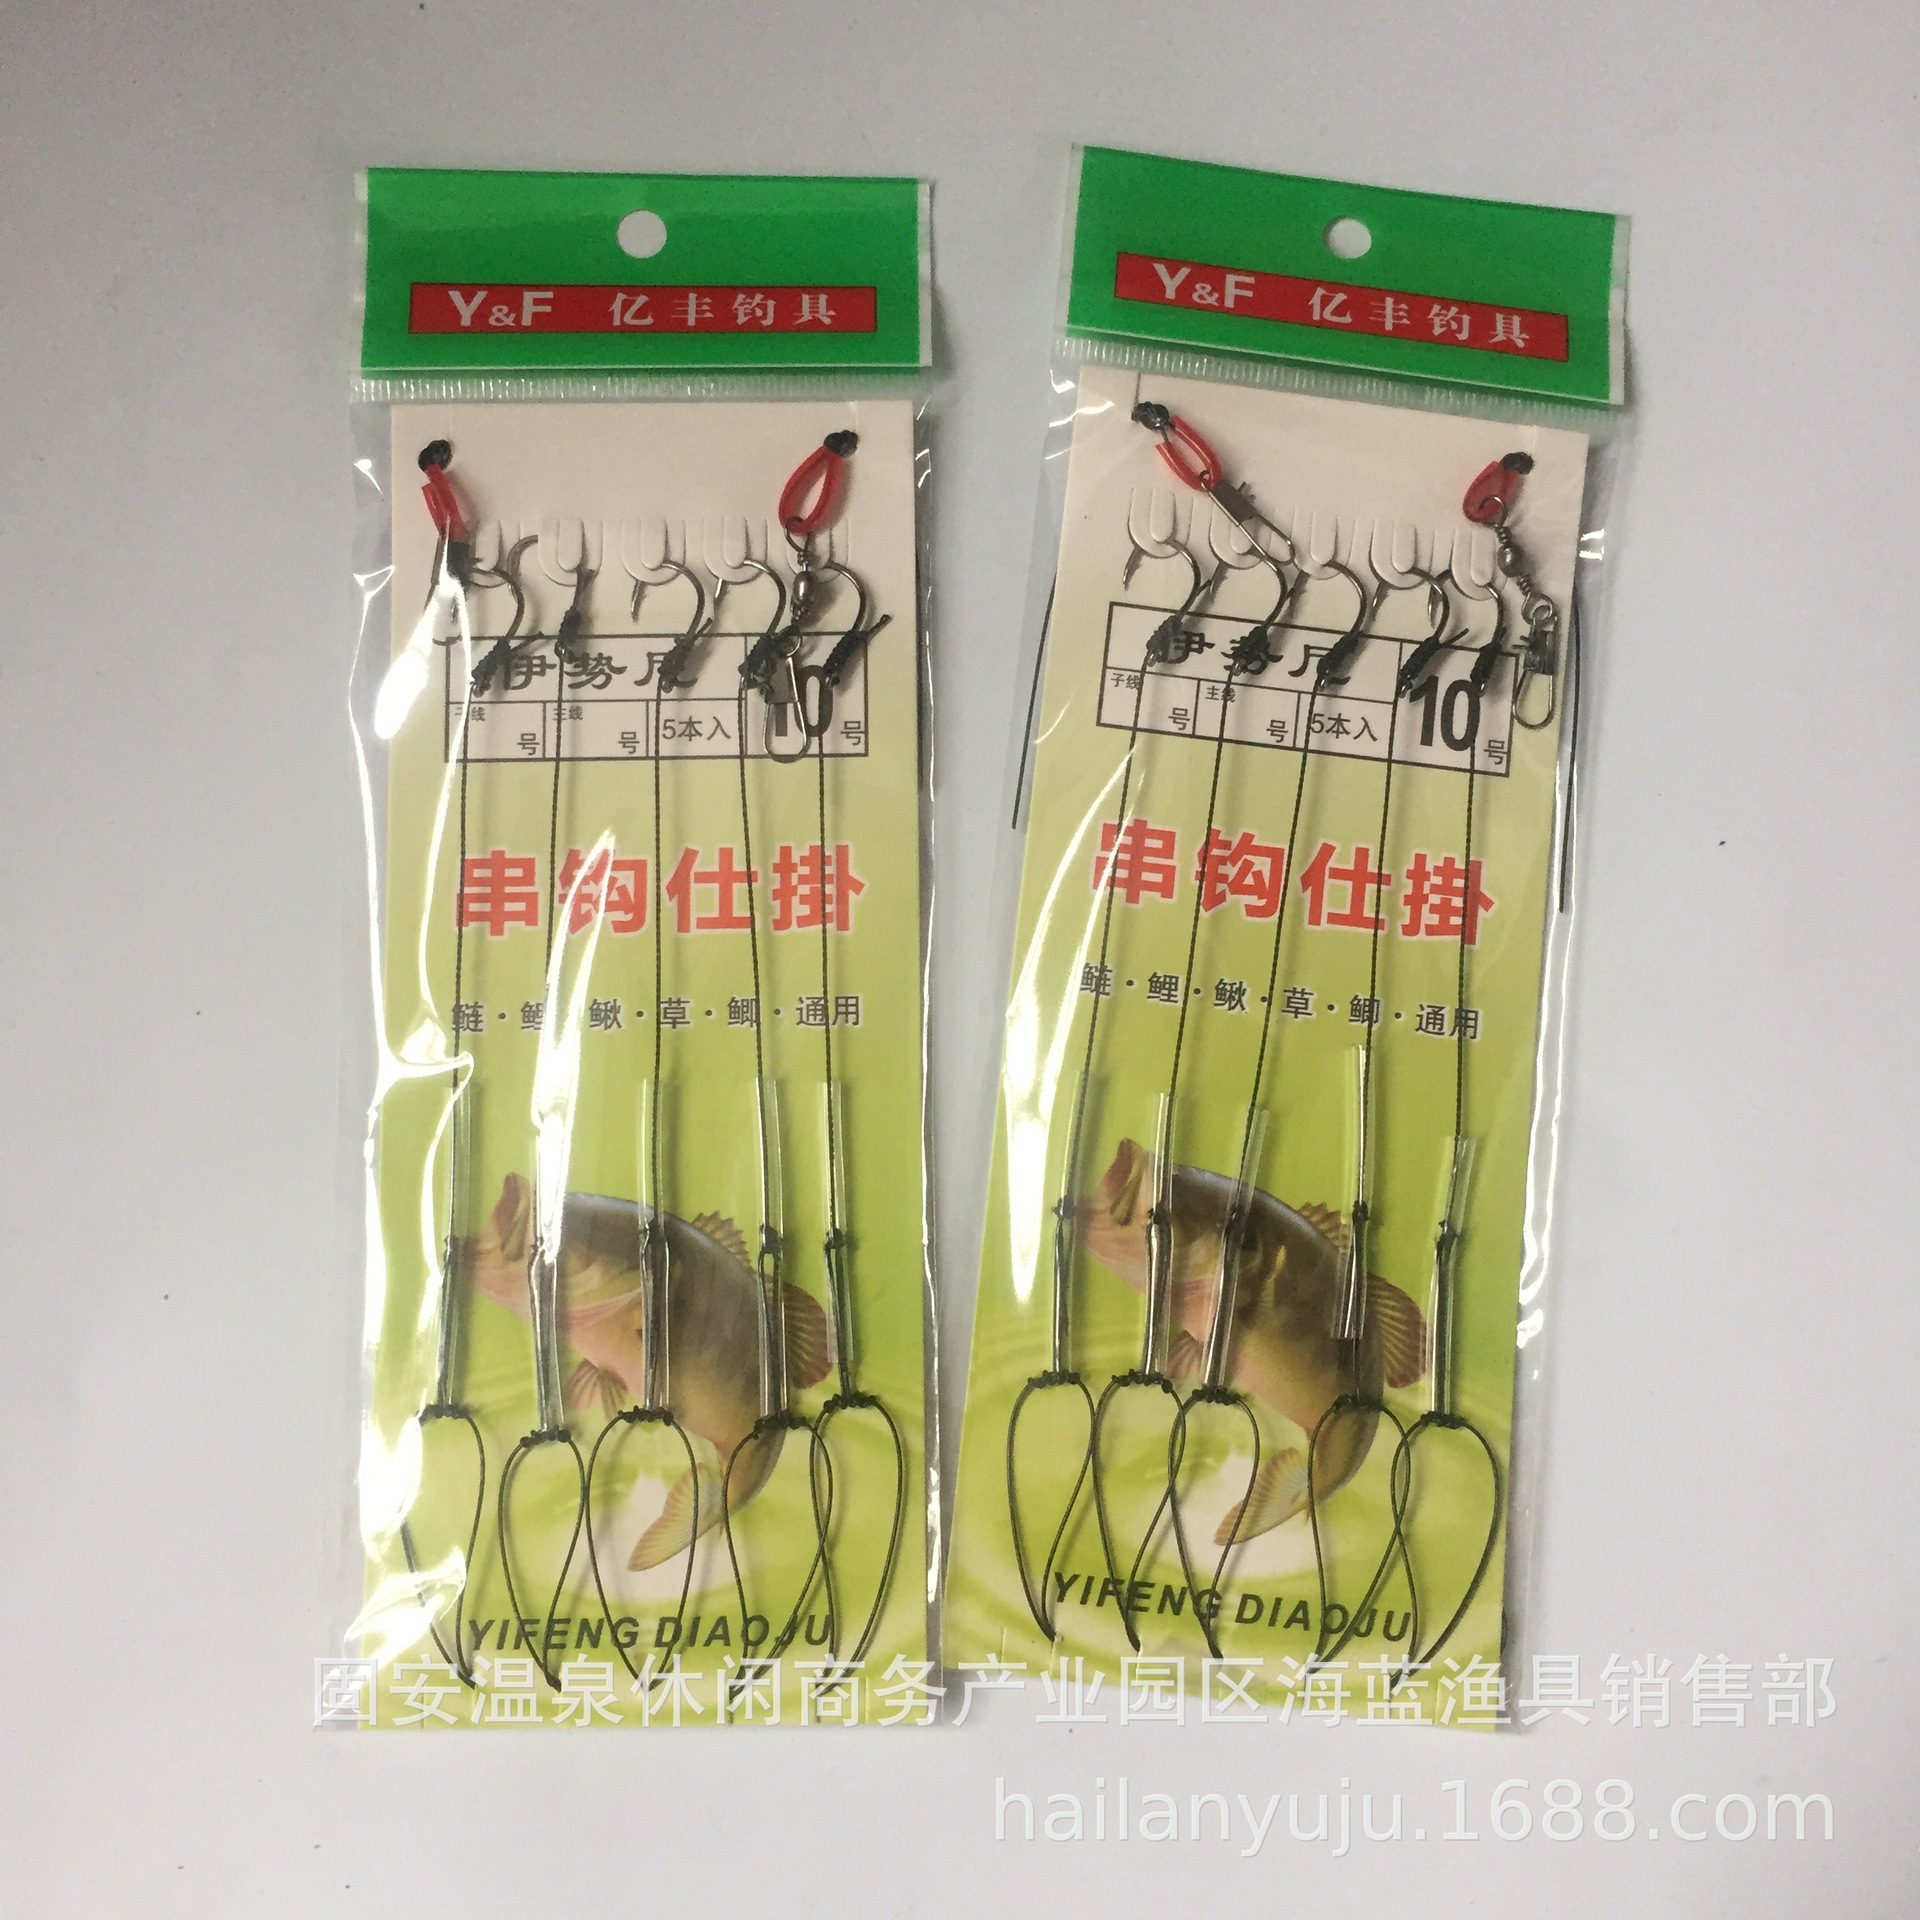 Y&F 亿丰钓具
伊势尼
子线 号 主线 号 5本入 10号
串钩仕掛
鲢·鲤·鳅·草·鲫·通用
YIFENG DIAOJU
Y&F 亿丰钓具
伊势尼
子线 号 主线 号 5本入 10号
串钩仕掛
鲢·鲤·鳅·草·鲫·通用
YIFENG DIAOJU
固安温泉休闲商务产业园区海蓝渔具销售部
hailanyuju.1688.com